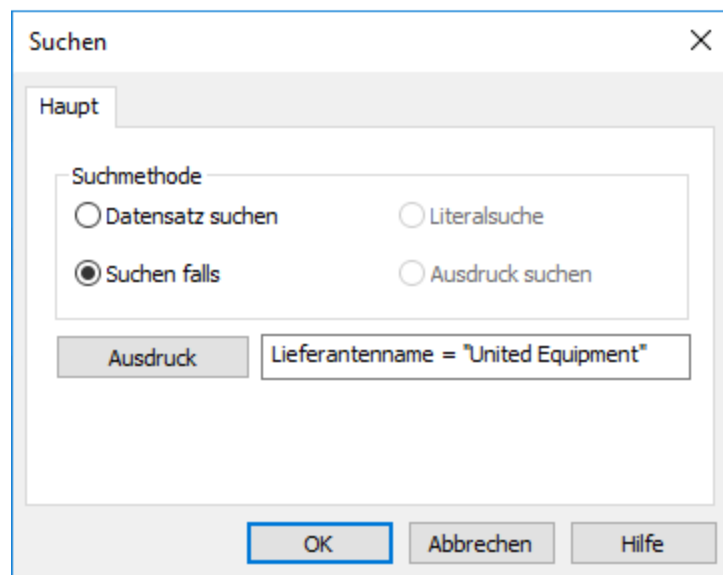 Suchen
Haupt
Suchmethode
Datensatz suchen
Literalsuche
Suchen falls
Ausdruck suchen
Ausdruck
Lieferantenname = "United Equipment"
OK
Abbrechen
Hilfe